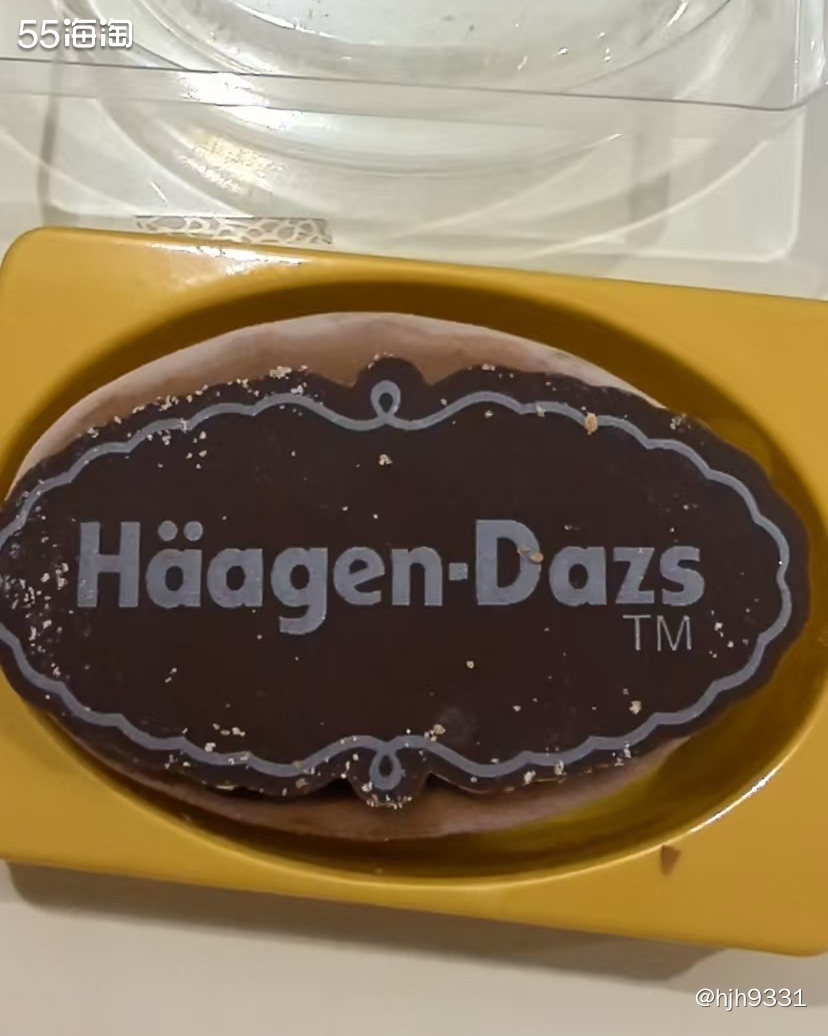 55海淘
Häagen-Dazs
TM
@hjh9331